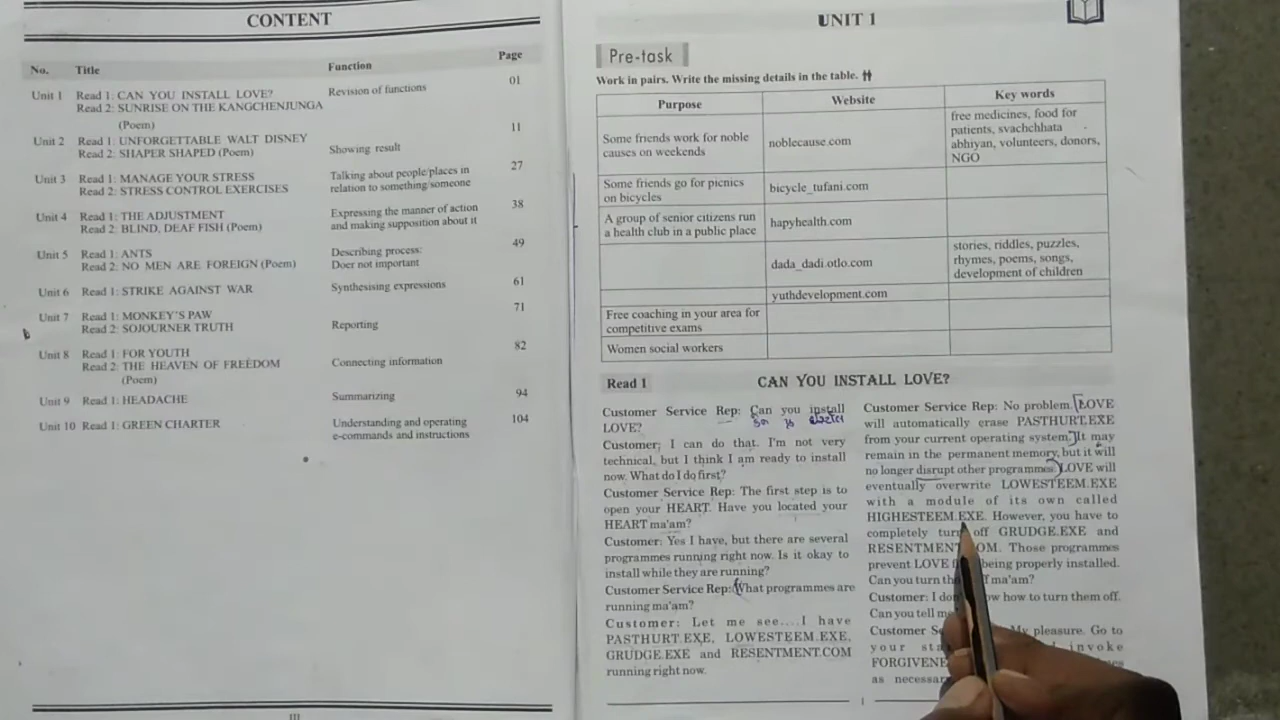 CONTENT
No. Title Function Page
Unit 1 Read 1: CAN YOU INSTALL LOVE? Revision of functions 01
Read 2: SUNRISE ON THE KANGCHENJUNGA
(Poem)
Unit 2 Read 1: UNFORGETTABLE WALT DISNEY 11
Read 2: SHAPER SHAPED (Poem) Showing result
Unit 3 Read 1: MANAGE YOUR STRESS Talking about people/places in 27
Read 2: STRESS CONTROL EXERCISES relation to something/someone
Unit 4 Read 1: THE ADJUSTMENT Expressing the manner of action 38
Read 2: BLIND, DEAF FISH (Poem) and making supposition about it
Unit 5 Read 1: ANTS Describing process: 49
Read 2: NO MEN ARE FOREIGN (Poem) Doer not important
Unit 6 Read 1: STRIKE AGAINST WAR Synthesising expressions 61
Unit 7 Read 1: MONKEY'S PAW 71
Read 2: SOJOURNER TRUTH Reporting
Unit 8 Read 1: FOR YOUTH 82
Read 2: THE HEAVEN OF FREEDOM Connecting information
(Poem)
Unit 9 Read 1: HEADACHE Summarizing 94
Unit 10 Read 1: GREEN CHARTER Understanding and operating 104
e-commands and instructions
III
UNIT 1
Pre-task
Work in pairs. Write the missing details in the table.
Purpose Website Key words
Some friends work for noble
causes on weekends
noblecause.com
free medicines, food for
patients, svachchhata
abhiyan, volunteers, donors,
NGO
Some friends go for picnics
on bicycles
bicycle_tufani.com
A group of senior citizens run
a health club in a public place
hapyhealth.com
dada_dadi.otlo.com
stories, riddles, puzzles,
rhymes, poems, songs,
development of children
yuthdevelopment.com
Free coaching in your area for
competitive exams
Women social workers
Read 1 CAN YOU INSTALL LOVE?
Customer Service Rep: Can you install
LOVE?
Customer: I can do that. I'm not very
technical, but I think I am ready to install
now. What do I do first?
Customer Service Rep: The first step is to
open your HEART. Have you located your
HEART ma'am?
Customer: Yes I have, but there are several
programmes running right now. Is it okay to
install while they are running?
Customer Service Rep: What programmes are
running ma'am?
Customer: Let me see....I have
PASTHURT.EXE, LOWESTEEM.EXE,
GRUDGE.EXE and RESENTMENT.COM
running right now.
Customer Service Rep: No problem. LOVE
will automatically erase PASTHURT.EXE
from your current operating system. It may
remain in the permanent memory, but it will
no longer disrupt other programmes. LOVE will
eventually overwrite LOWESTEEM.EXE
with a module of its own called
HIGHESTEEM.EXE. However, you have to
completely turn off GRUDGE.EXE and
RESENTMENT OM. Those programmes
prevent LOVE being properly installed.
Can you turn ma'am?
Customer: I how to turn them off.
Can you tell
Customer My pleasure. Go to
your invoke
as
1